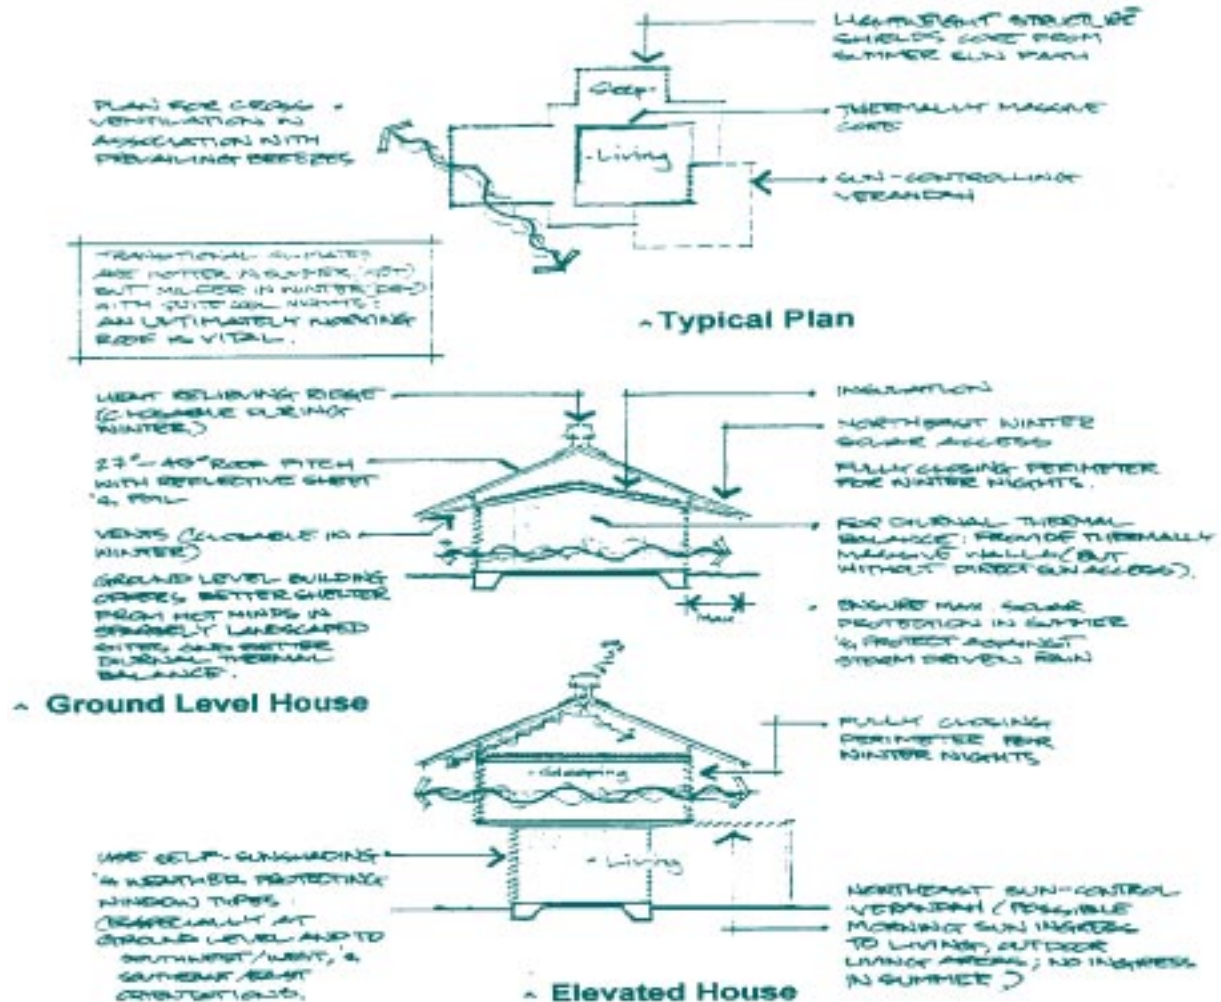 LIGHTWEIGHT STRUCTURE
SHIELDS CORE FROM
SUMMER SUN PATH
Sleep
PLAN FOR CROSS
VENTILATION IN
ASSOCIATION WITH
PREVAILING BREEZES
THERMALLY MASSIVE
CORE
- Living
SUN-CONTROLLING
VERANDAH
TRANSITIONAL CLIMATES
ARE HOTTER IN SUMMER
BUT MILDER IN WINTER
WITH QUITE COOL NIGHTS:
AN ULTIMATELY WORKING
ROOF IS VITAL.
^ Typical Plan
HEAT RELIEVING RIDGE
(CLOSABLE DURING
WINTER)
INSULATION
NORTHEAST WINTER
SOLAR ACCESS
27°- 45° ROOF PITCH
WITH REFLECTIVE SHEET
& FOIL
FULLY CLOSING PERIMETER
FOR WINTER NIGHTS.
VENTS (CLOSABLE IN
WINTER)
FOR DIURNAL THERMAL
BALANCE: PROVIDE THERMALLY
MASSIVE WALLS (BUT
WITHOUT DIRECT SUN ACCESS).
GROUND LEVEL BUILDING
OFFERS BETTER SHELTER
FROM HOT WINDS IN
SPARSELY LANDSCAPED
SITES AND BETTER
DIURNAL THERMAL
BALANCE.
MAX
ENSURE MAX. SOLAR
PROTECTION IN SUMMER
& PROTECT AGAINST
STORM DRIVEN RAIN
^ Ground Level House
FULLY CLOSING
PERIMETER FOR
WINTER NIGHTS
- Sleeping
- Living
USE SELF-SUNSHADING
& WEATHER PROTECTING
WINDOW TYPES
(ESPECIALLY AT
GROUND LEVEL AND TO
SOUTHWEST/WEST, &
SOUTHEAST/EAST
ORIENTATIONS.
NORTHEAST SUN-CONTROL
VERANDAH (POSSIBLE
MORNING SUN INGRESS
TO LIVING, OUTDOOR
LIVING AREAS; NO INGRESS
IN SUMMER)
^ Elevated House